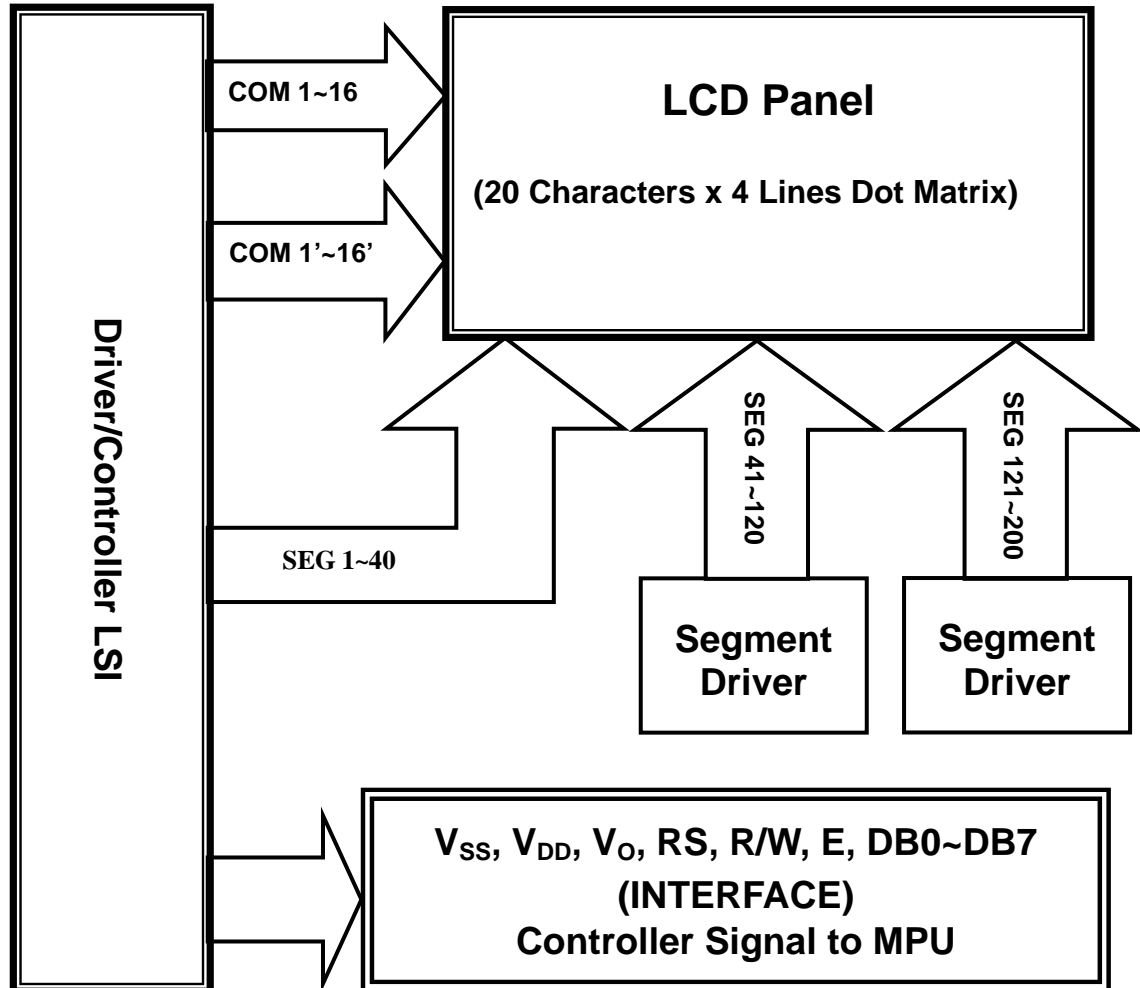 COM 1~16
LCD Panel
(20 Characters x 4 Lines Dot Matrix)
COM 1’~16’
Driver/Controller LSI
SEG 1~40
SEG 41~120
SEG 121~200
Segment
Driver
Segment
Driver
VSS, VDD, VO, RS, R/W, E, DB0~DB7
(INTERFACE)
Controller Signal to MPU